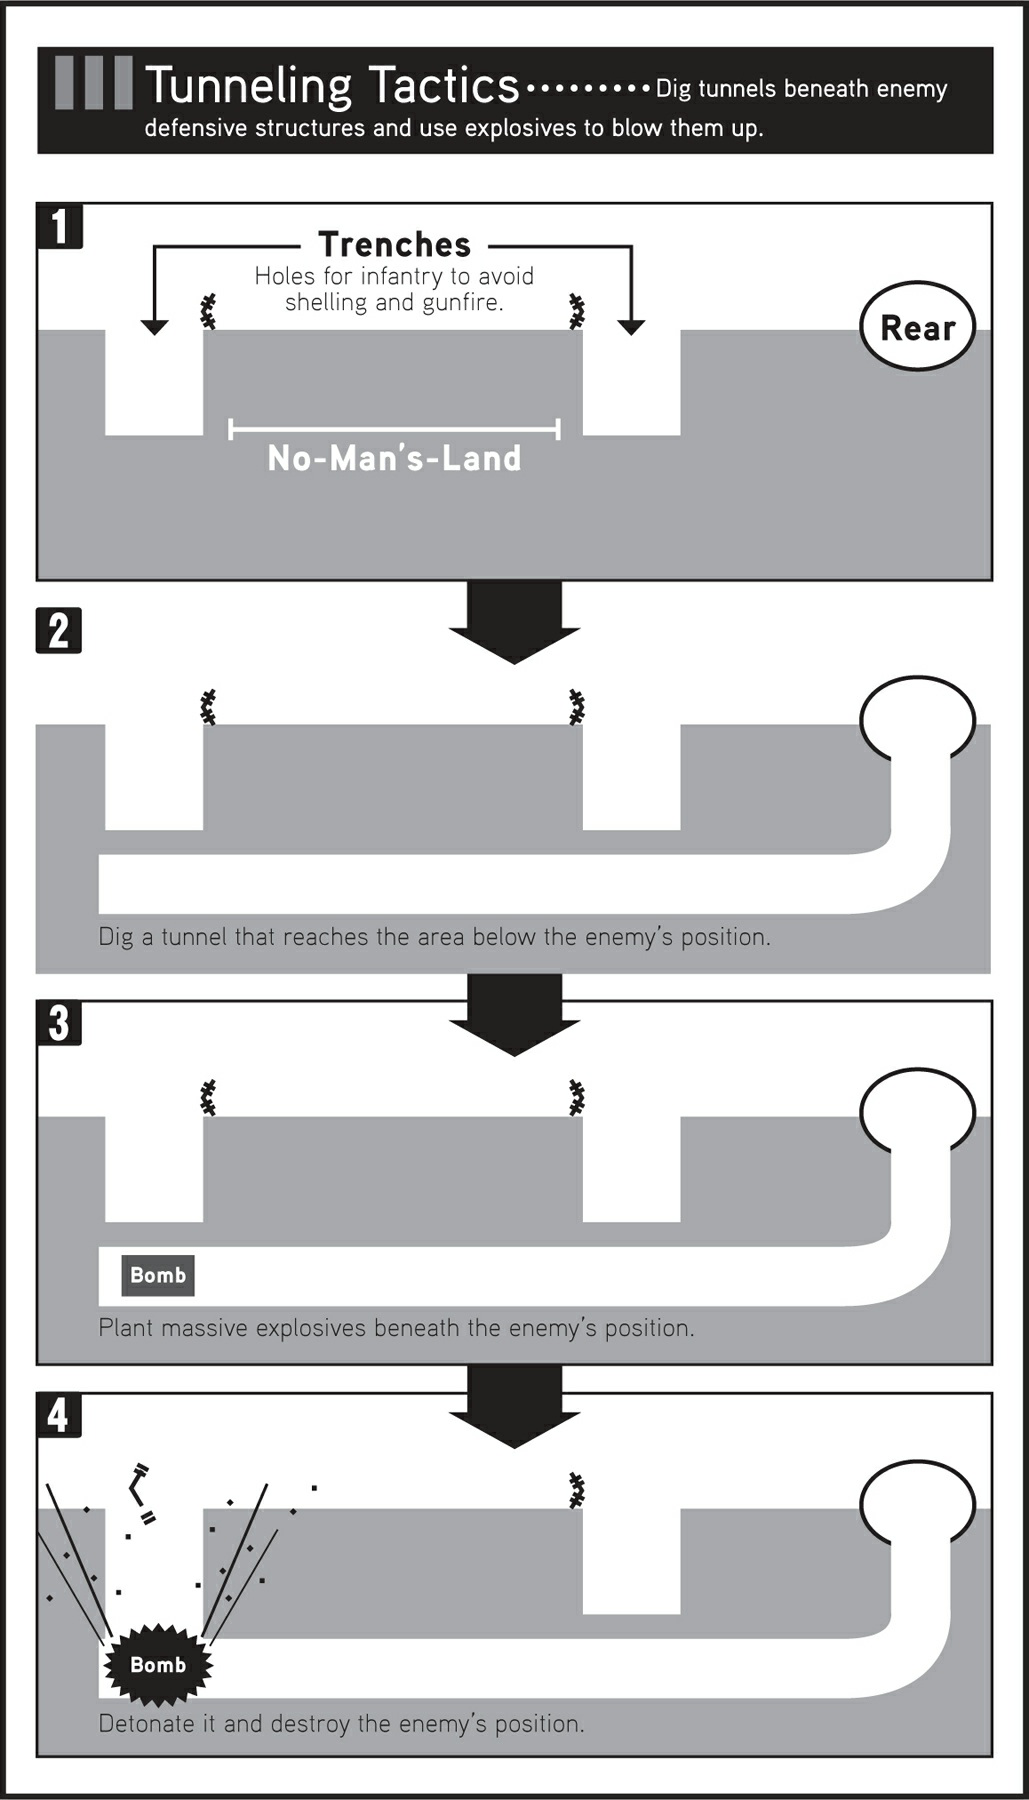 Tunneling Tactics·········Dig tunnels beneath enemy
defensive structures and use explosives to blow them up.
1
Trenches
Holes for infantry to avoid
shelling and gunfire.
Rear
No-Man's-Land
2
Dig a tunnel that reaches the area below the enemy's position.
3
Bomb
Plant massive explosives beneath the enemy's position.
4
Bomb
Detonate it and destroy the enemy's position.